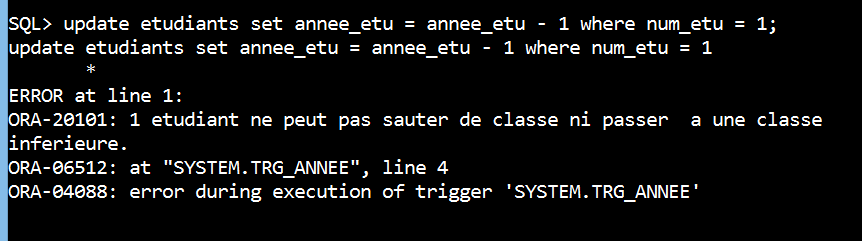 SQL> update etudiants set annee_etu = annee_etu - 1 where num_etu = 1;
update etudiants set annee_etu = annee_etu - 1 where num_etu = 1
       *
ERROR at line 1:
ORA-20101: 1 etudiant ne peut pas sauter de classe ni passer  a une classe
inferieure.
ORA-06512: at "SYSTEM.TRG_ANNEE", line 4
ORA-04088: error during execution of trigger 'SYSTEM.TRG_ANNEE'